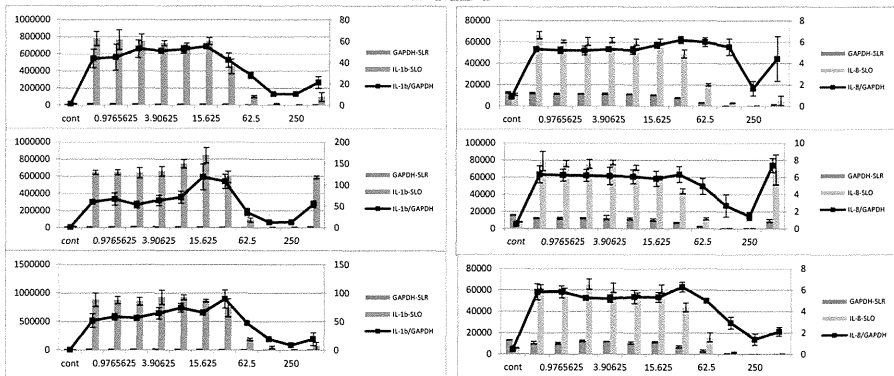 1000000 80
800000
600000 60
400000 40
200000 20
0 0
cont 0.9765625 3.90625 15.625 62.5 250
GAPDH-SLR
IL-1b-SLO
IL-1b/GAPDH
80000 8
60000 6
40000 4
20000 2
0 0
cont 0.9765625 3.90625 15.625 62.5 250
GAPDH-SLR
IL-8-SLO
IL-8/GAPDH
1000000 200
800000 150
600000
400000 100
200000 50
0 0
cont 0.9765625 3.90625 15.625 62.5 250
GAPDH-SLR
IL-1b-SLO
IL-1b/GAPDH
100000 10
80000 8
60000 6
40000 4
20000 2
0 0
cont 0.9765625 3.90625 15.625 62.5 250
GAPDH-SLR
IL-8-SLO
IL-8/GAPDH
1500000 150
1000000 100
500000 50
0 0
cont 0.9765625 3.90625 15.625 62.5 250
GAPDH-SLR
IL-1b-SLO
IL-1b/GAPDH
80000 8
60000 6
40000 4
20000 2
0 0
cont 0.9765625 3.90625 15.625 62.5 250
GAPDH-SLR
IL-8-SLO
IL-8/GAPDH